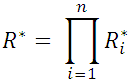 R* = ∏_{i=1}^{n} R_i^*